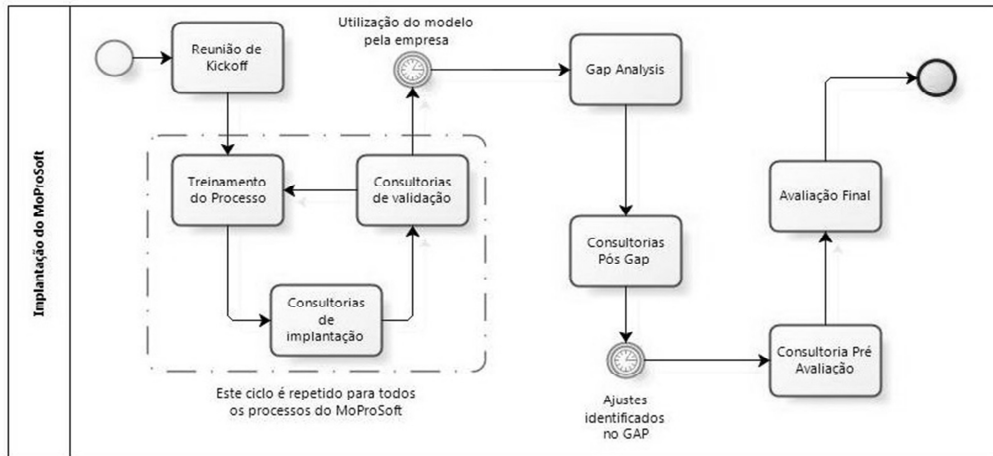 Implantação do MoProSoft
Reunião de
Kickoff
Utilização do modelo
pela empresa
Gap Analysis
Treinamento
do Processo
Consultorias
de validação
Avaliação Final
Consultorias
Pós Gap
Consultorias
de
implantação
Consultoria Pré
Avaliação
Este ciclo é repetido para todos
os processos do MoProSoft
Ajustes
identificados
no GAP